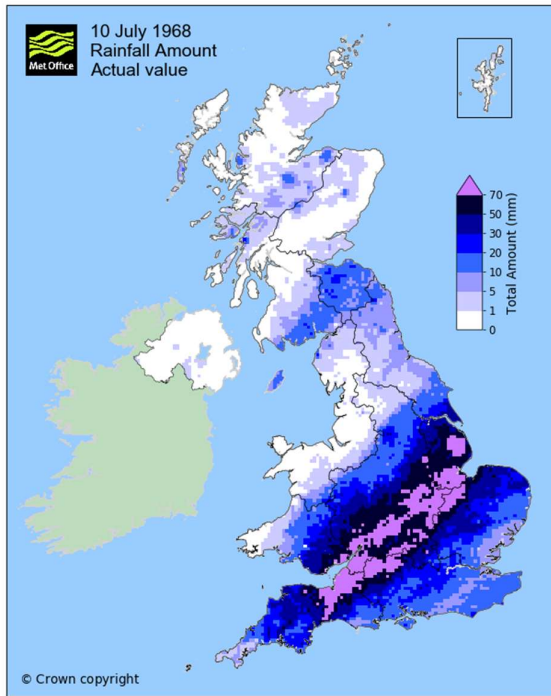 10 July 1968
Rainfall Amount
Actual value
Met Office
70
50
30
20
10
5
1
0
Total Amount (mm)
© Crown copyright